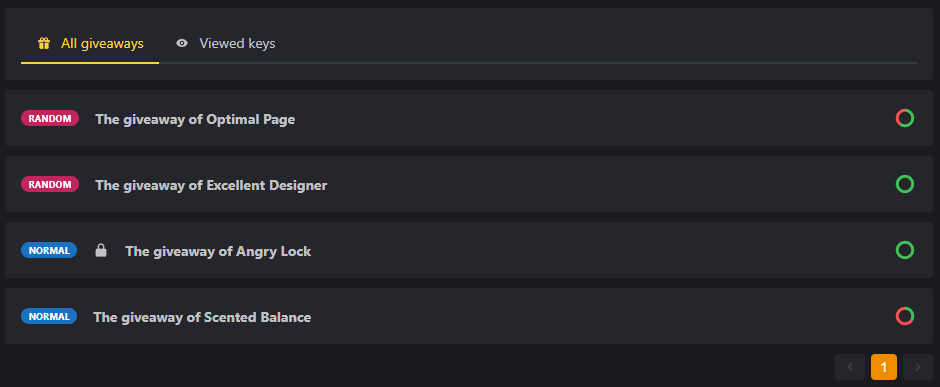 All giveaways Viewed keys
RANDOM The giveaway of Optimal Page
RANDOM The giveaway of Excellent Designer
NORMAL The giveaway of Angry Lock
NORMAL The giveaway of Scented Balance
1